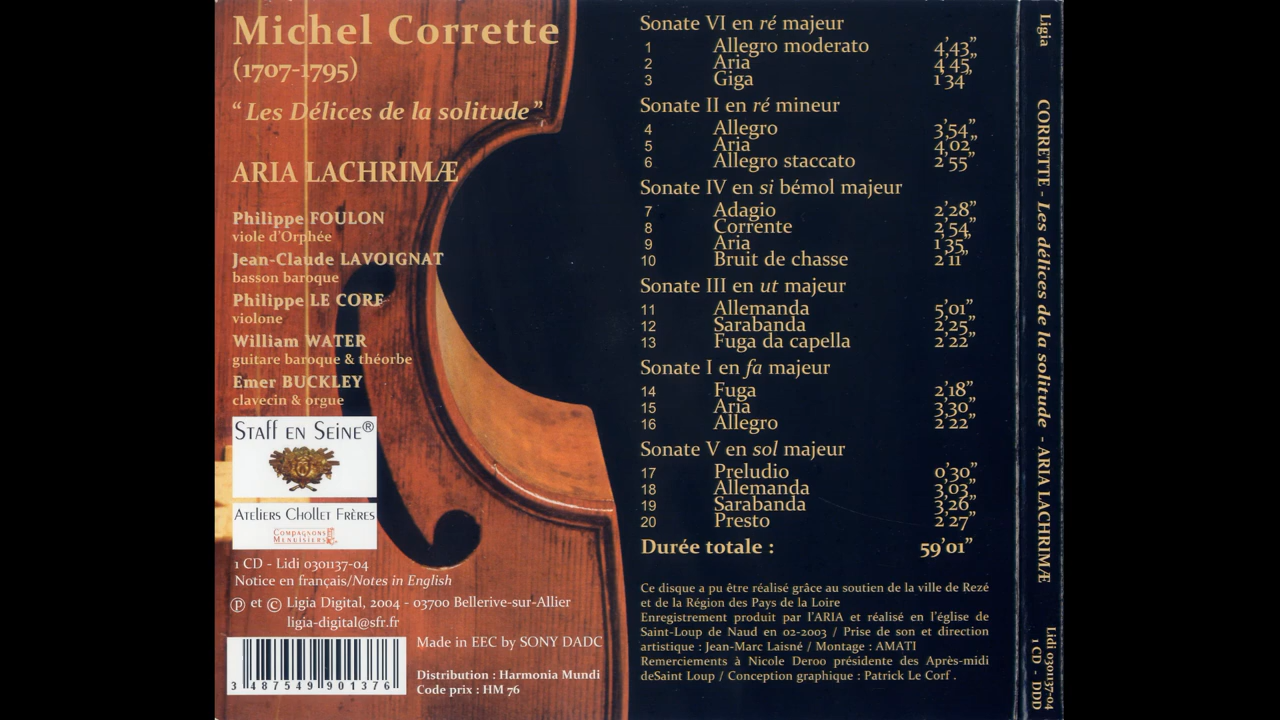 Michel Corrette
(1707-1795)
“ Les Délices de la solitude”
ARIA LACHRIMÆ
Philippe FOULON
viole d'Orphée
Jean-Claude LAVOIGNAT
basson baroque
Philippe LE CORF
violone
William WATER
guitare baroque & théorbe
Emer BUCKLEY
clavecin & orgue
STAFF EN SEINE®
ATELIERS CHOLLET FRÈRES
COMPAGNONS
MENUISIERS
1 CD - Lidi 0301137-04
Notice en français/Notes in English
℗ et © Ligia Digital, 2004 - 03700 Bellerive-sur-Allier
ligia-digital@sfr.fr
3 487549 901376
Made in EEC by SONY DADC
Distribution : Harmonia Mundi
Code prix : HM 76
Sonate VI en ré majeur
1 Allegro moderato 4'43”
2 Aria 4'45”
3 Giga 1'34”
Sonate II en ré mineur
4 Allegro 3'54”
5 Aria 4'02”
6 Allegro staccato 2'55”
Sonate IV en si bémol majeur
7 Adagio 2'28”
8 Corrente 2'54”
9 Aria 1'35”
10 Bruit de chasse 2'11”
Sonate III en ut majeur
11 Allemanda 5'01”
12 Sarabanda 2'25”
13 Fuga da capella 2'22”
Sonate I en fa majeur
14 Fuga 2'18”
15 Aria 3'30”
16 Allegro 2'22”
Sonate V en sol majeur
17 Preludio 0'30”
18 Allemanda 3'03”
19 Sarabanda 3'26”
20 Presto 2'27”
Durée totale : 59'01”
Ce disque a pu être réalisé grâce au soutien de la ville de Rezé
et de la Région des Pays de la Loire
Enregistrement produit par l'ARIA et réalisé en l'église de
Saint-Loup de Naud en 02-2003 / Prise de son et direction
artistique : Jean-Marc Laisné / Montage : AMATI
Remerciements à Nicole Deroo présidente des Après-midi
deSaint Loup / Conception graphique : Patrick Le Corf .
Ligia
CORRETTE - Les délices de la solitude - ARIA LACHRIMÆ
Lidi 0301137-04
1 CD - DDD